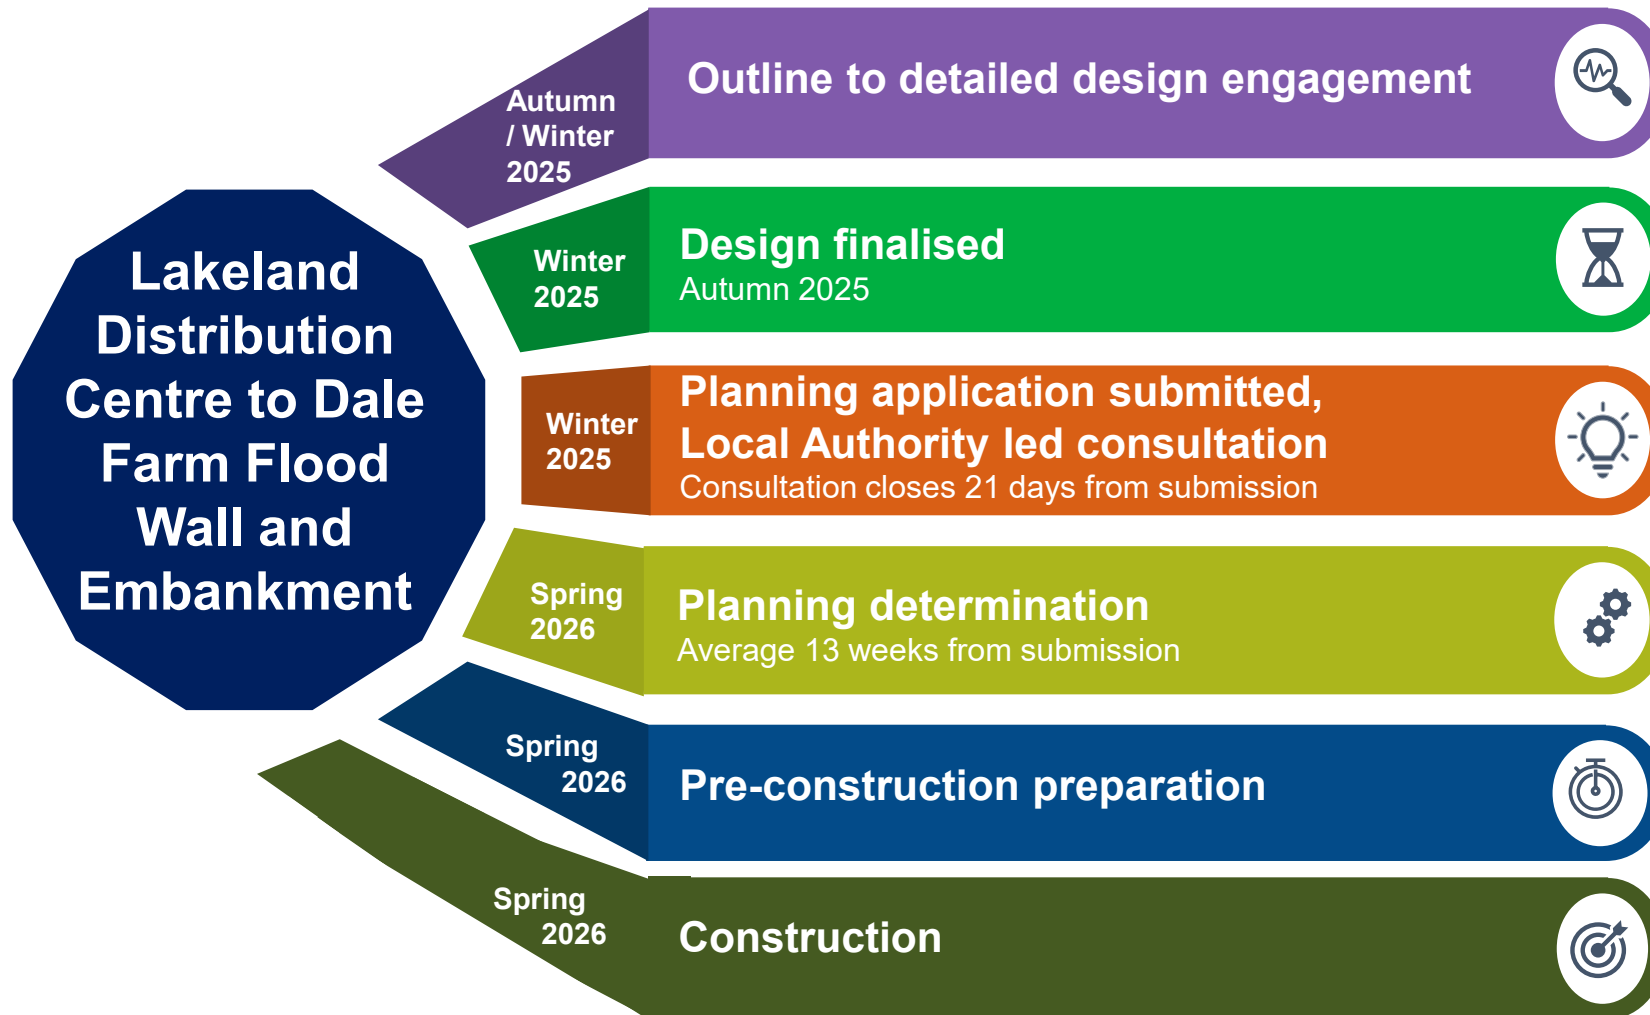 Lakeland
Distribution
Centre to Dale
Farm Flood
Wall and
Embankment
Autumn
/ Winter
2025
Outline to detailed design engagement
Winter
2025
Design finalised
Autumn 2025
Winter
2025
Planning application submitted,
Local Authority led consultation
Consultation closes 21 days from submission
Spring
2026
Planning determination
Average 13 weeks from submission
Spring
2026
Pre-construction preparation
Spring
2026
Construction